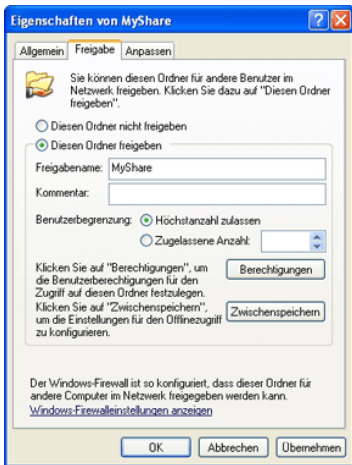 Eigenschaften von MyShare
Allgemein Freigabe Anpassen
Sie können diesen Ordner für andere Benutzer im
Netzwerk freigeben. Klicken Sie dazu auf "Diesen Ordner
freigeben".
Diesen Ordner nicht freigeben
Diesen Ordner freigeben
Freigabename: MyShare
Kommentar:
Benutzerbegrenzung: Höchstanzahl zulassen
Zugelassene Anzahl:
Klicken Sie auf "Berechtigungen", um
die Benutzerberechtigungen für den
Zugriff auf diesen Ordner festzulegen.
Berechtigungen
Klicken Sie auf "Zwischenspeichern",
um die Einstellungen für den Offlinezugriff
zu konfigurieren.
Zwischenspeichern
Der Windows-Firewall ist so konfiguriert, dass dieser Ordner für
andere Computer im Netzwerk freigegeben werden kann.
Windows-Firewalleinstellungen anzeigen
OK Abbrechen Übernehmen